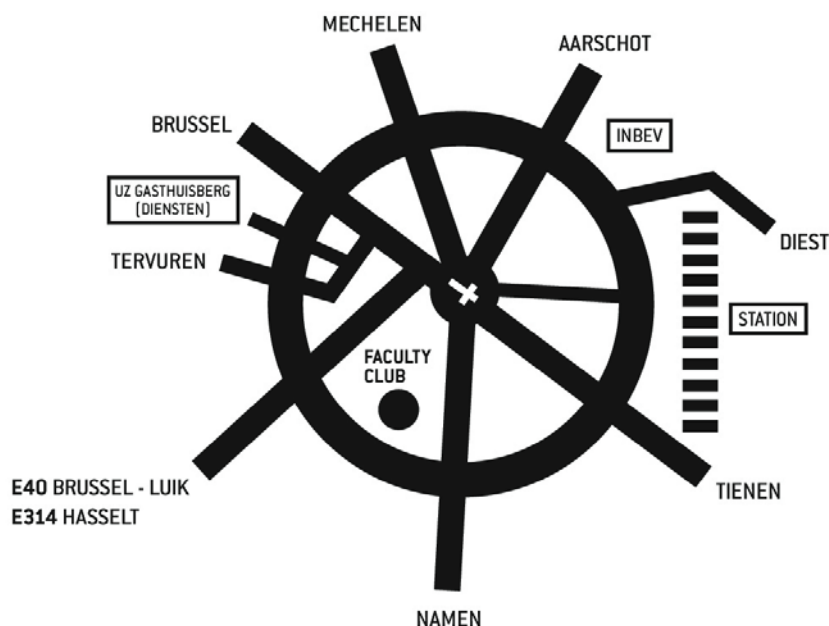 MECHELEN
AARSCHOT
BRUSSEL
INBEV
UZ GASTHUISBERG
(DIENSTEN)
DIEST
TERVUREN
STATION
FACULTY
CLUB
E40 BRUSSEL - LUIK
E314 HASSELT
TIENEN
NAMEN